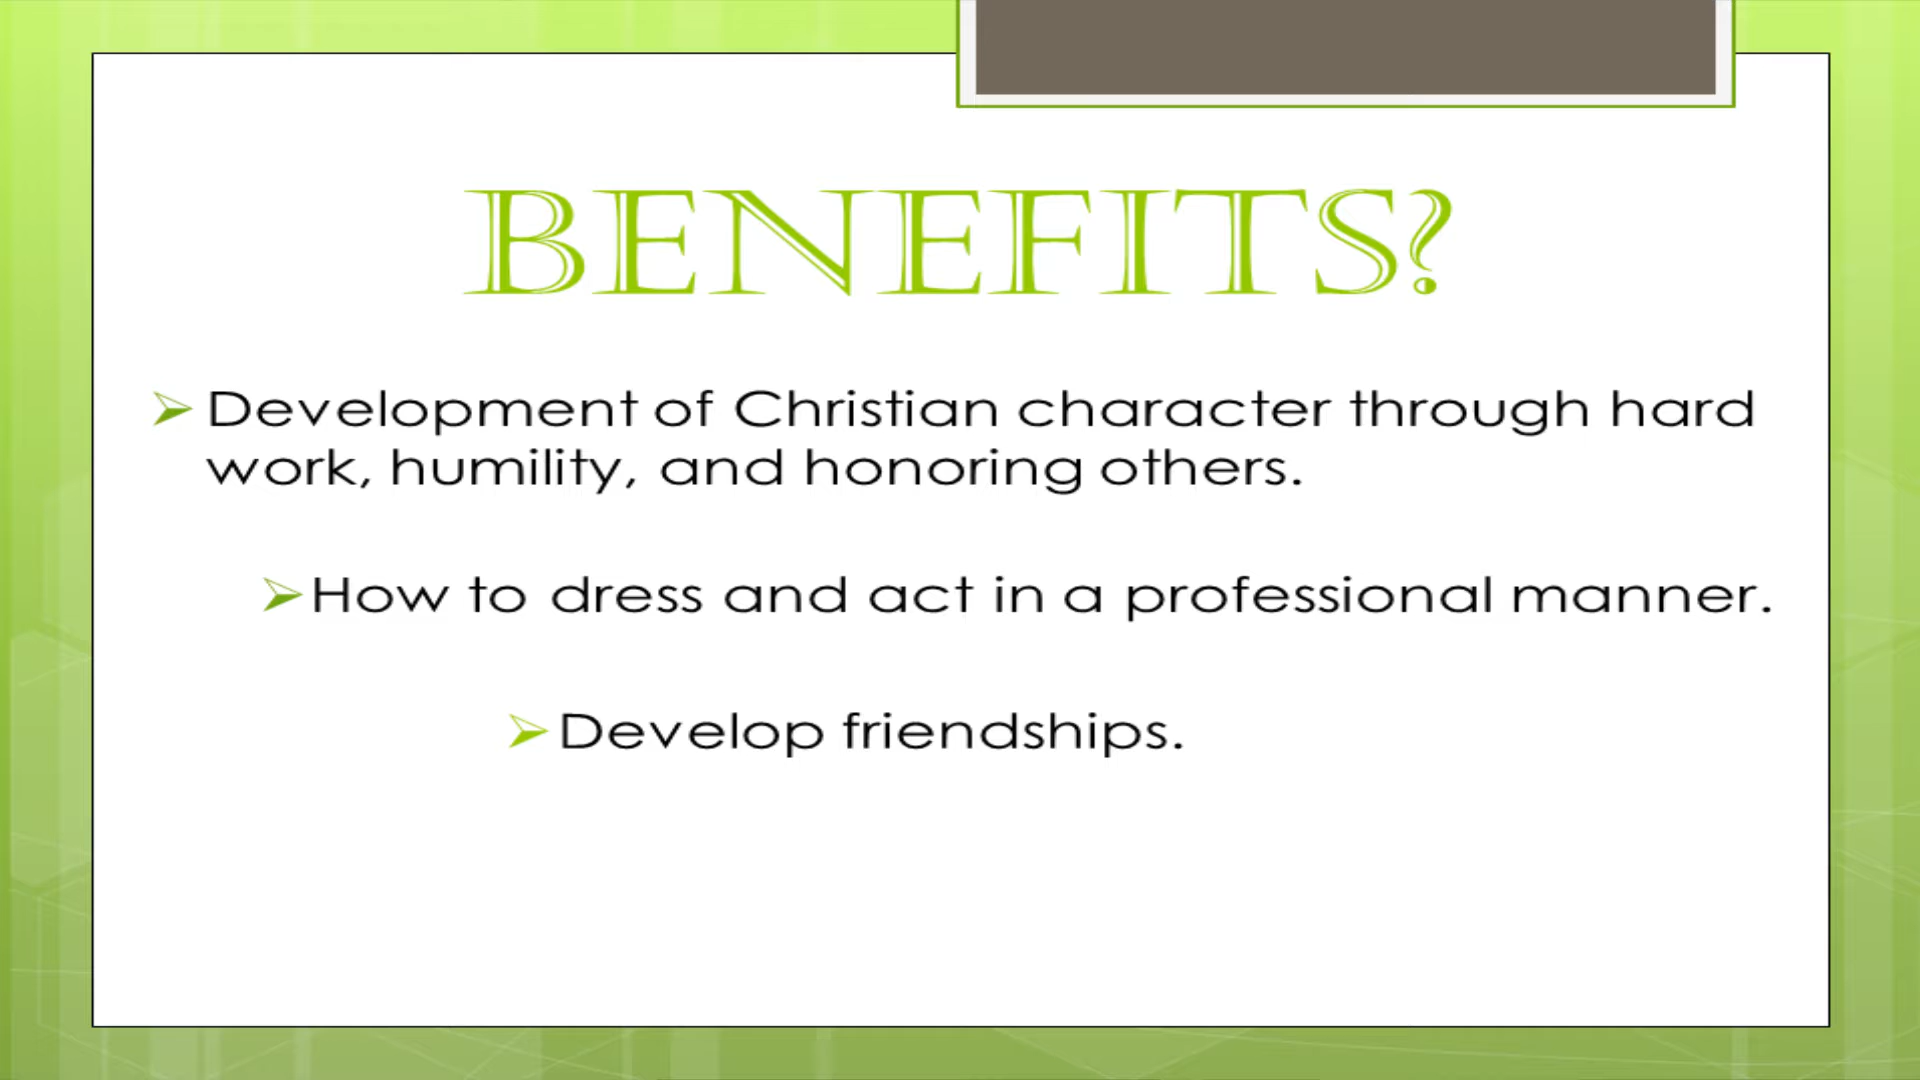 BENEFITS?
Development of Christian character through hard
work, humility, and honoring others.
How to dress and act in a professional manner.
Develop friendships.